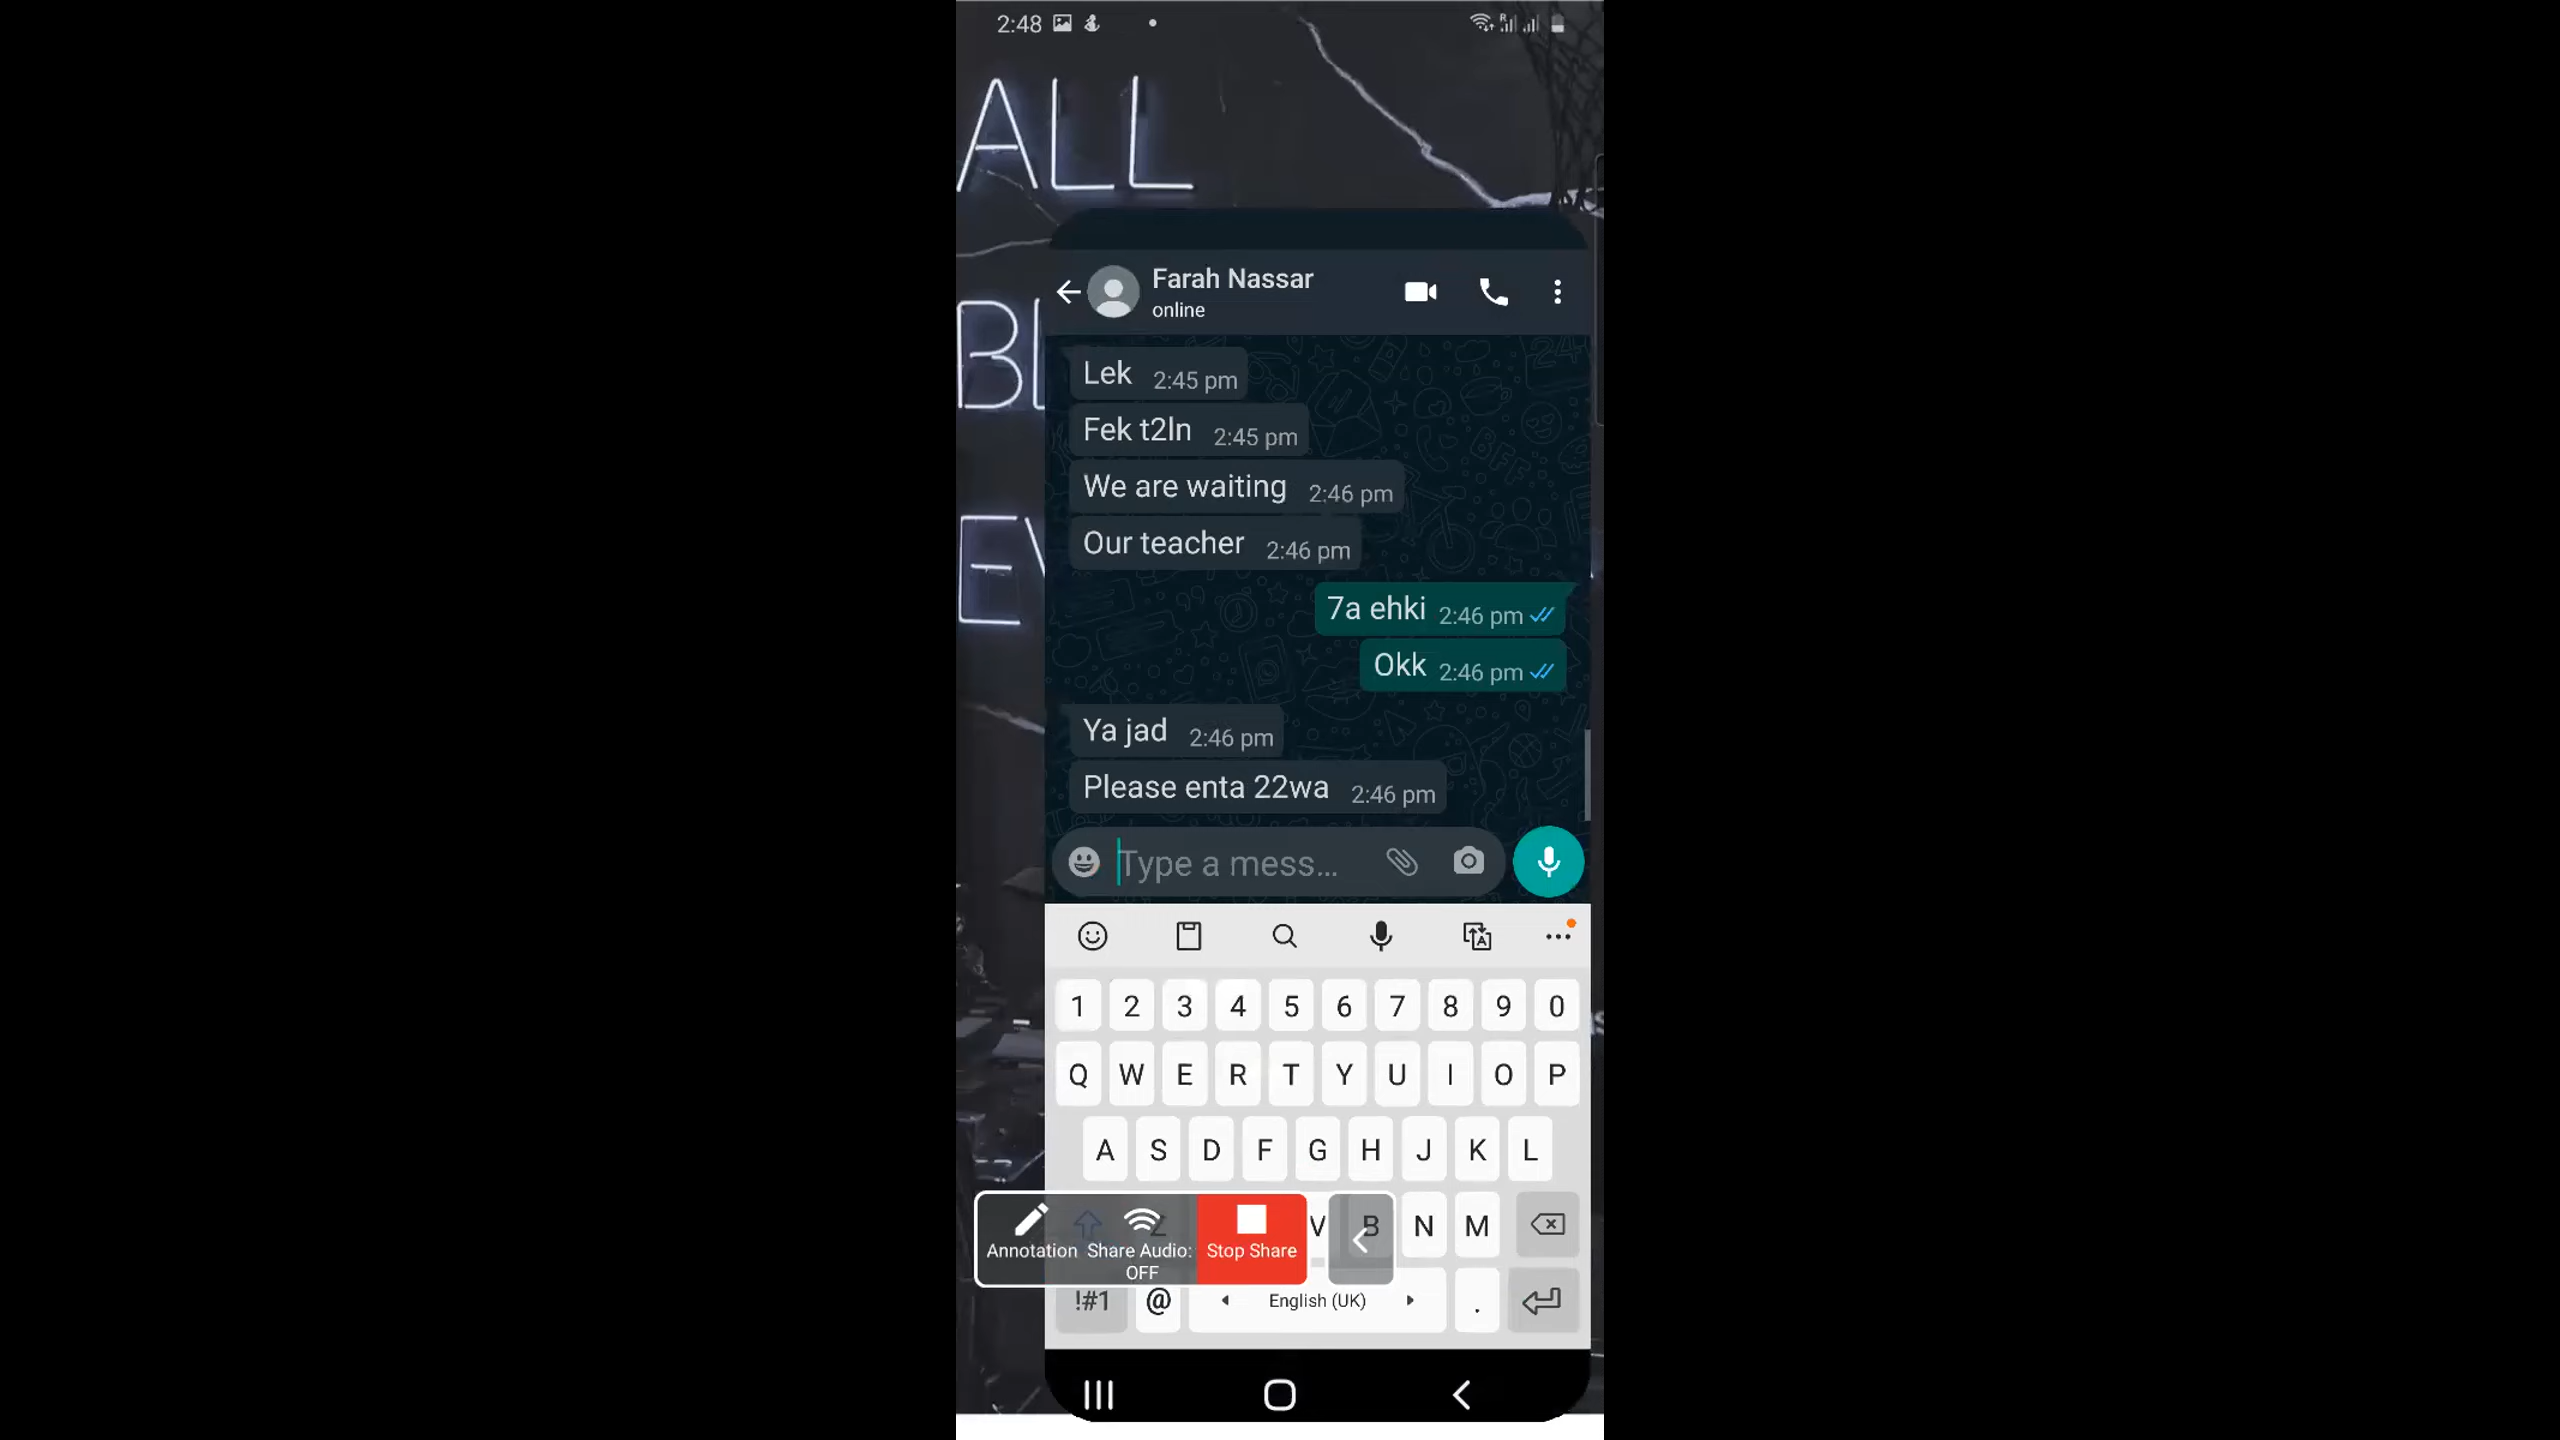 2:48
ALL
Farah Nassar
online
Lek 2:45 pm
Fek t2ln 2:45 pm
We are waiting 2:46 pm
Our teacher 2:46 pm
7a ehki 2:46 pm
Okk 2:46 pm
Ya jad 2:46 pm
Please enta 22wa 2:46 pm
Type a mess...
1 2 3 4 5 6 7 8 9 0
Q W E R T Y U I O P
A S D F G H J K L
Z V B N M
Annotation Share Audio: OFF Stop Share
!#1 @ English (UK) .